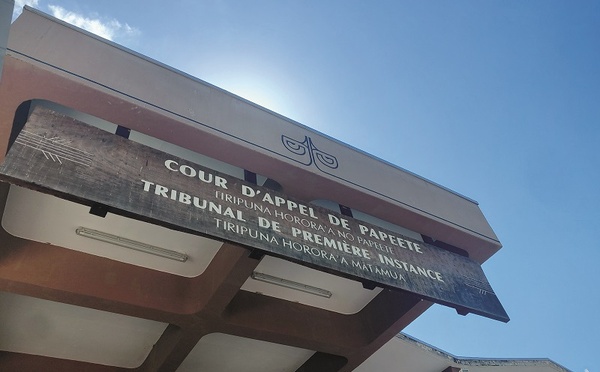 COUR D'APPEL DE PAPEETE
TIRIPUNA HORORA'A NO PAPEETE
TRIBUNAL DE PREMIÈRE INSTANCE
TIRIPUNA HORORA'A MATAMUA